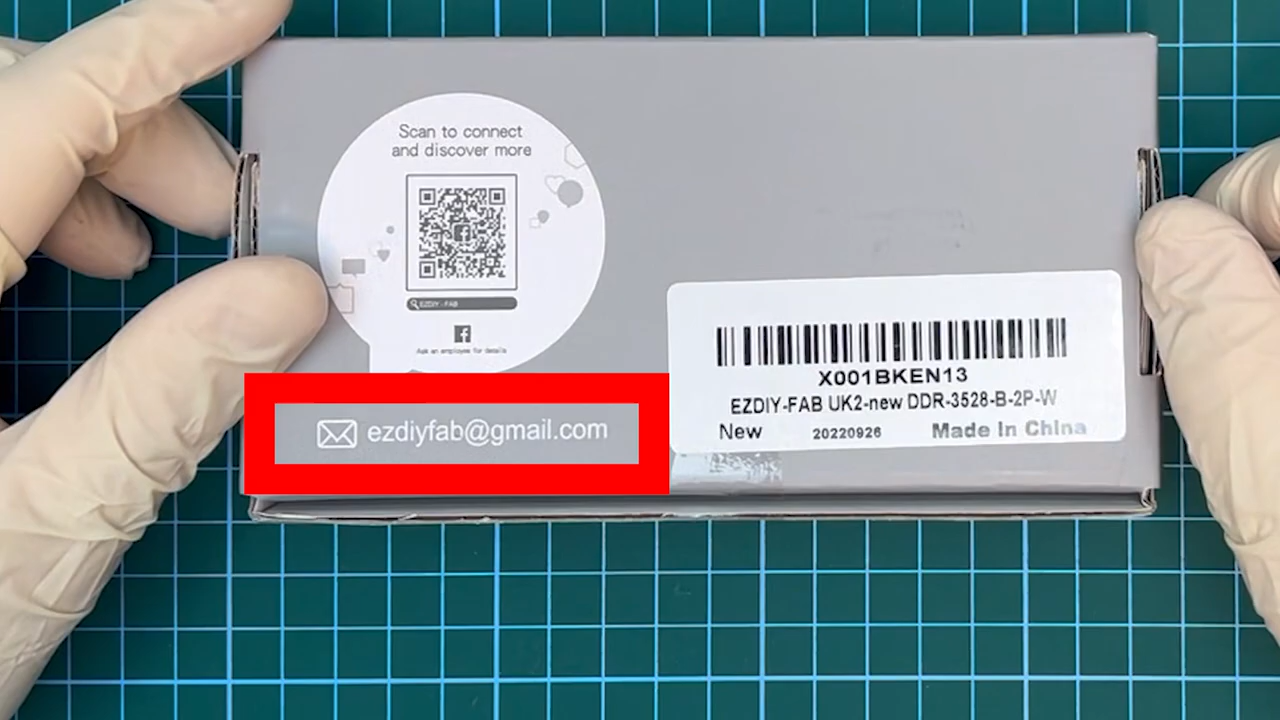 Scan to connect
and discover more
EZDIY - FAB
Ask an employee for details
ezdiyfab@gmail.com
X001BKEN13
EZDIY-FAB UK2-new DDR-3528-B-2P-W
New 20220926 Made In China